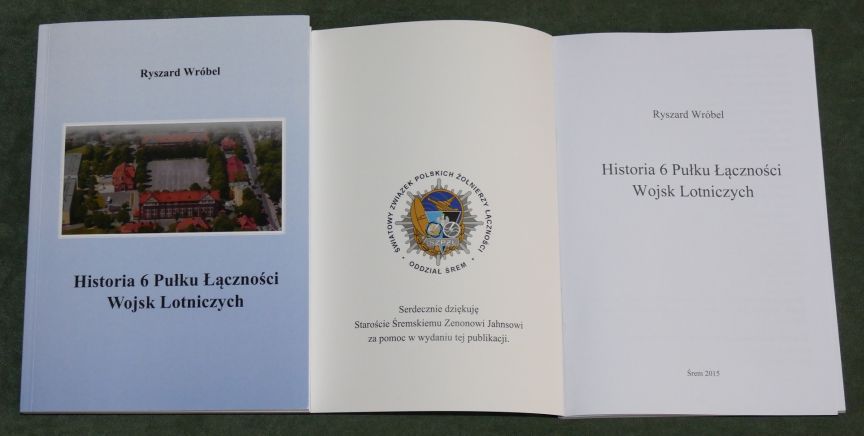 Ryszard Wróbel
Historia 6 Pułku Łączności
Wojsk Lotniczych
ŚWIATOWY ZWIĄZEK POLSKICH ŻOŁNIERZY ŁĄCZNOŚCI
ŚZPŻŁ
• ODDZIAŁ ŚREM •
Serdecznie dziękuję
Staroście Śremskiemu Zenonowi Jahnsowi
za pomoc w wydaniu tej publikacji.
Ryszard Wróbel
Historia 6 Pułku Łączności
Wojsk Lotniczych
Śrem 2015